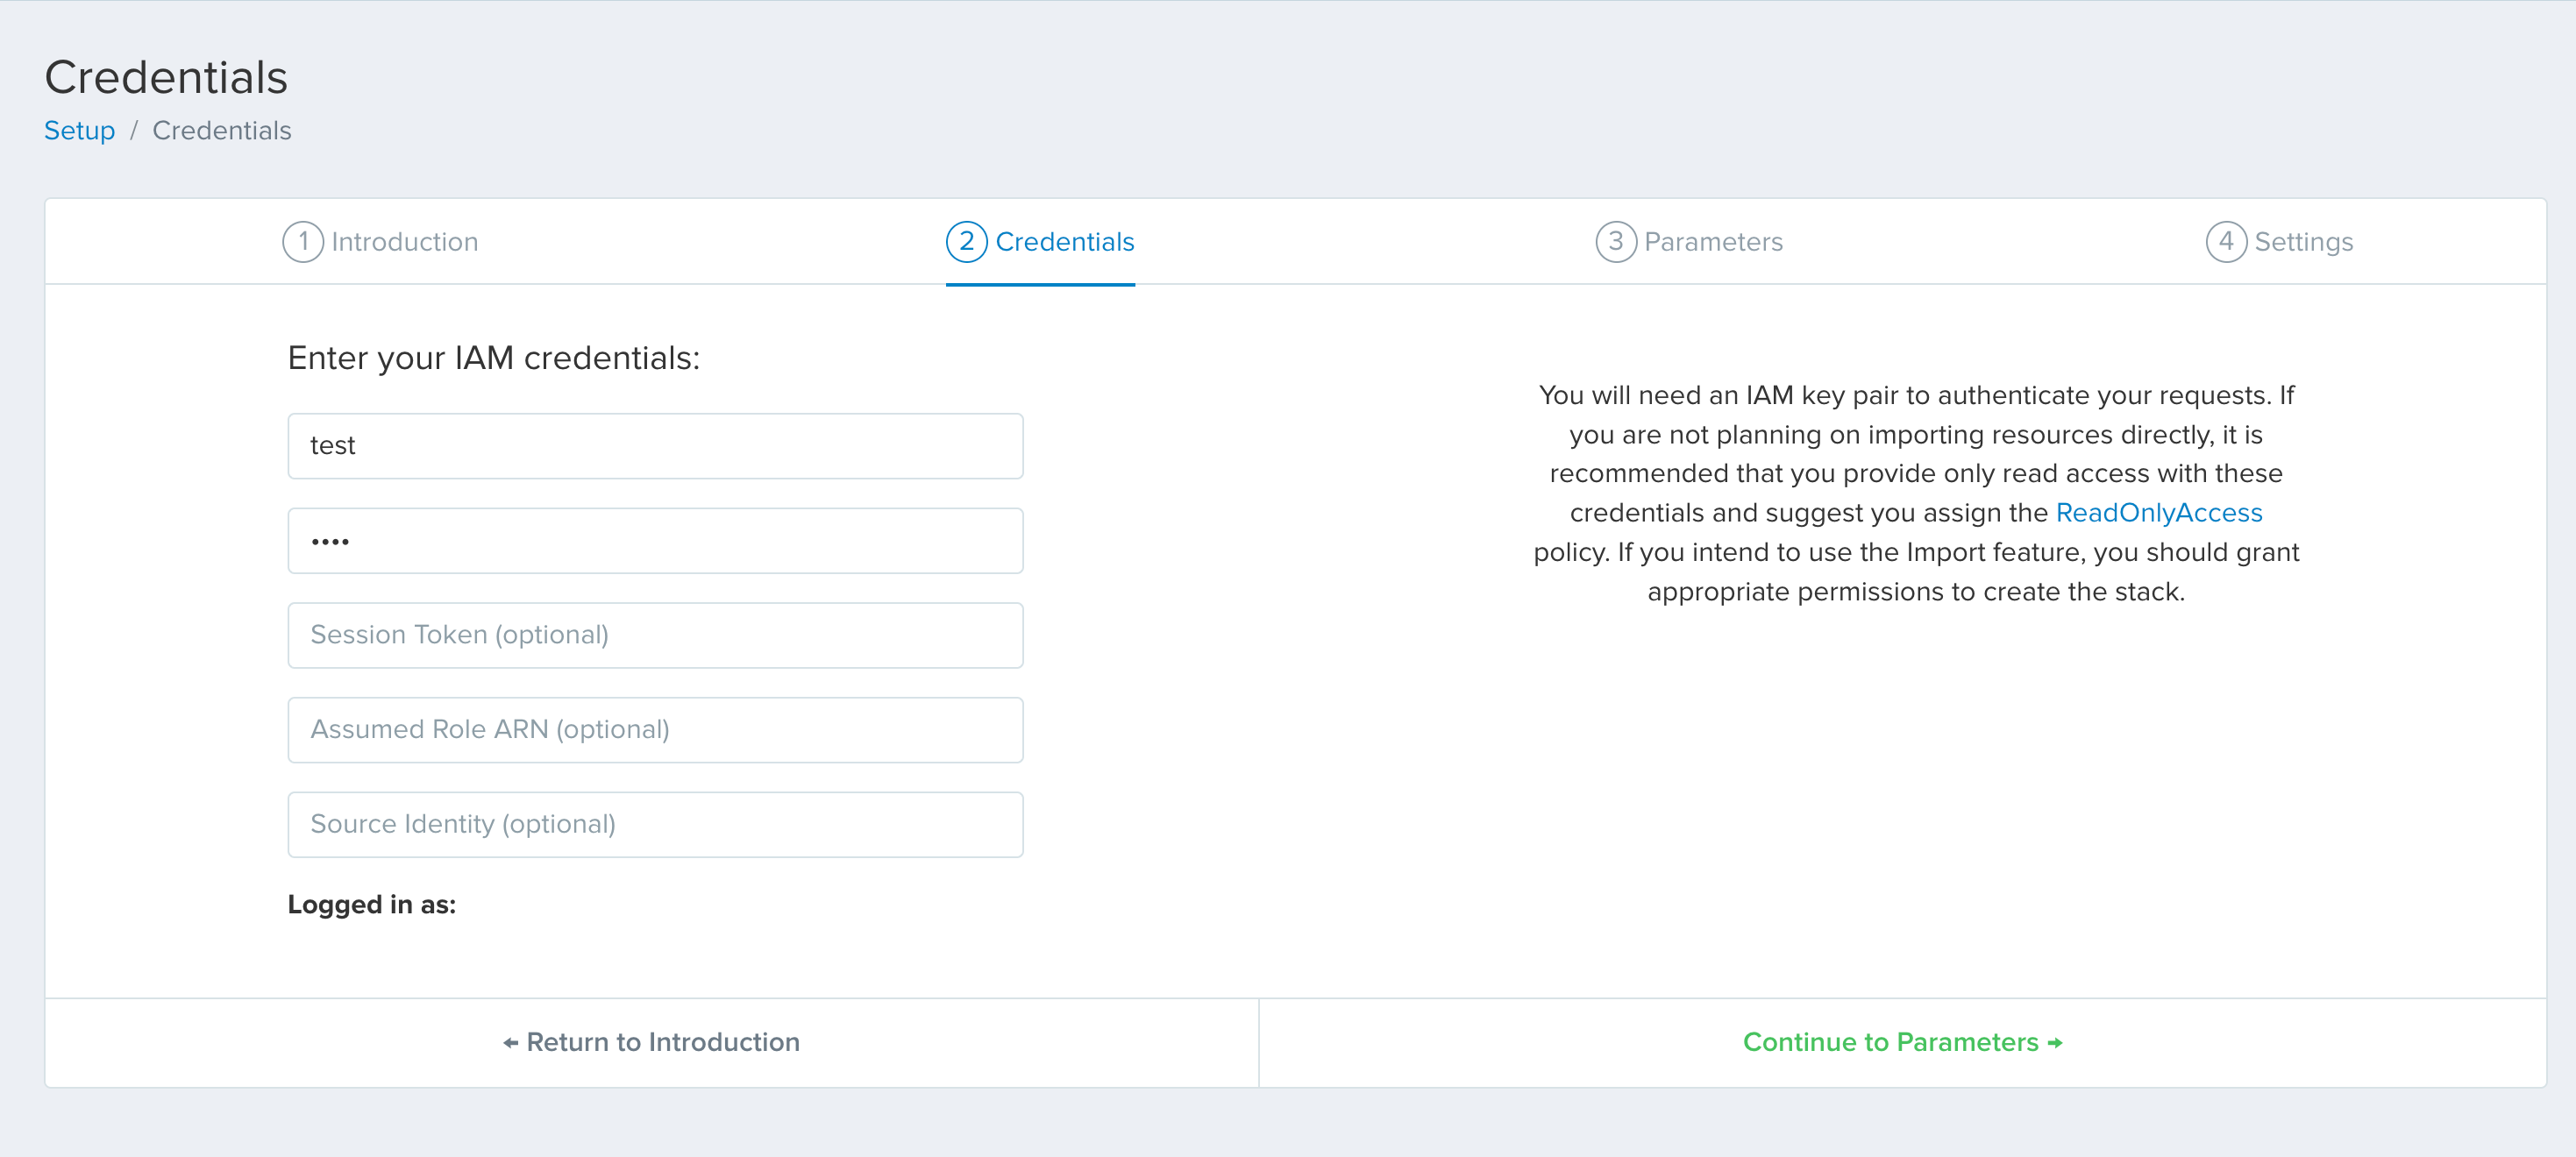 Credentials
Setup / Credentials
1 Introduction
2 Credentials
3 Parameters
4 Settings
Enter your IAM credentials:
test
••••
Session Token (optional)
Assumed Role ARN (optional)
Source Identity (optional)
Logged in as:
You will need an IAM key pair to authenticate your requests. If
you are not planning on importing resources directly, it is
recommended that you provide only read access with these
credentials and suggest you assign the ReadOnlyAccess
policy. If you intend to use the Import feature, you should grant
appropriate permissions to create the stack.
← Return to Introduction
Continue to Parameters →